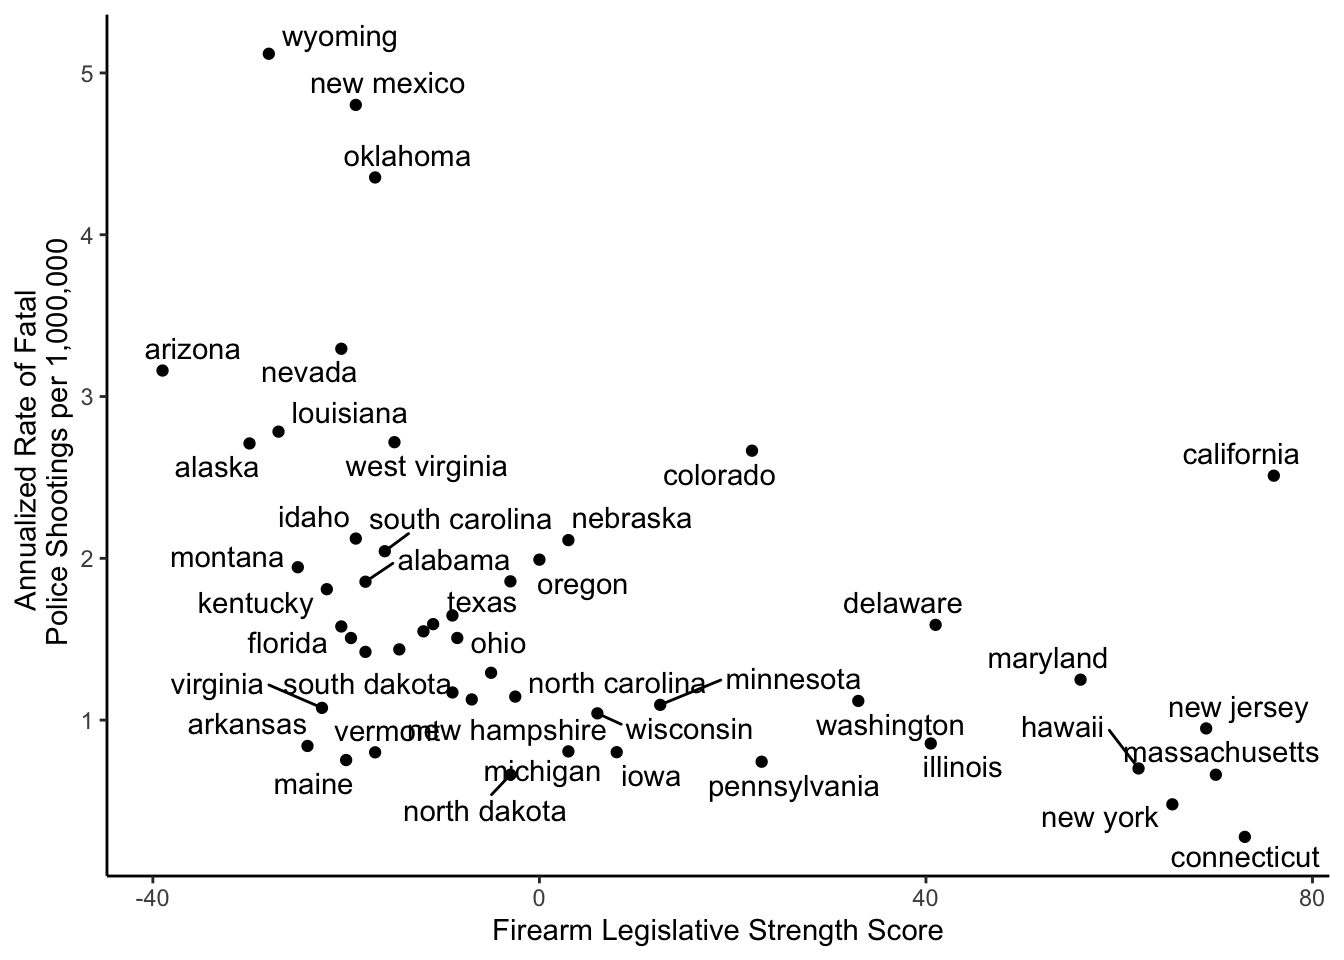 wyoming
new mexico
oklahoma
arizona
nevada
louisiana
alaska
west virginia
colorado
california
idaho
south carolina
nebraska
montana
alabama
oregon
kentucky
texas
delaware
florida
ohio
maryland
virginia
south dakota
north carolina
minnesota
arkansas
vermont
new hampshire
wisconsin
washington
hawaii
new jersey
massachusetts
maine
michigan
iowa
pennsylvania
illinois
north dakota
new york
connecticut
5
4
3
2
1
Annualized Rate of Fatal
Police Shootings per 1,000,000
-40
0
40
80
Firearm Legislative Strength Score